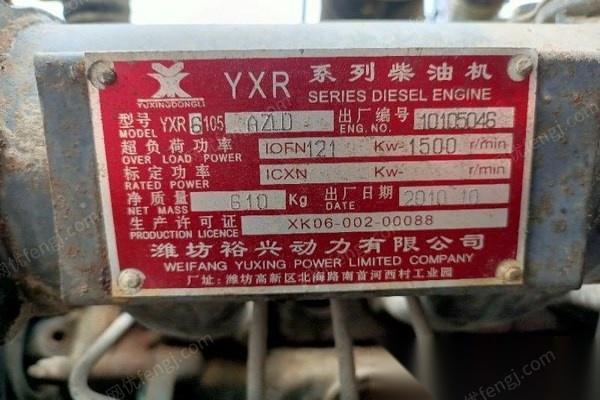 YUXINGDONGLI
YXR 系列柴油机
SERIES DIESEL ENGINE
型号 YXR6105 AZLD 出厂编号 10105046
MODEL ENG.NO.
超负荷功率 IOFN 121 Kw- 1500 r/min
OVER LOAD POWER
标定功率 ICXN Kw- r/min
RATED POWER
净质量 610 Kg 出厂日期 2010.10
NET MASS DATE
生产许可证 XK06-002-00088
PRODUCTION LICENCE
潍坊裕兴动力有限公司
WEIFANG YUXING POWER LIMITED COMPANY
厂址:潍坊高新区北海路南首河西村工业园